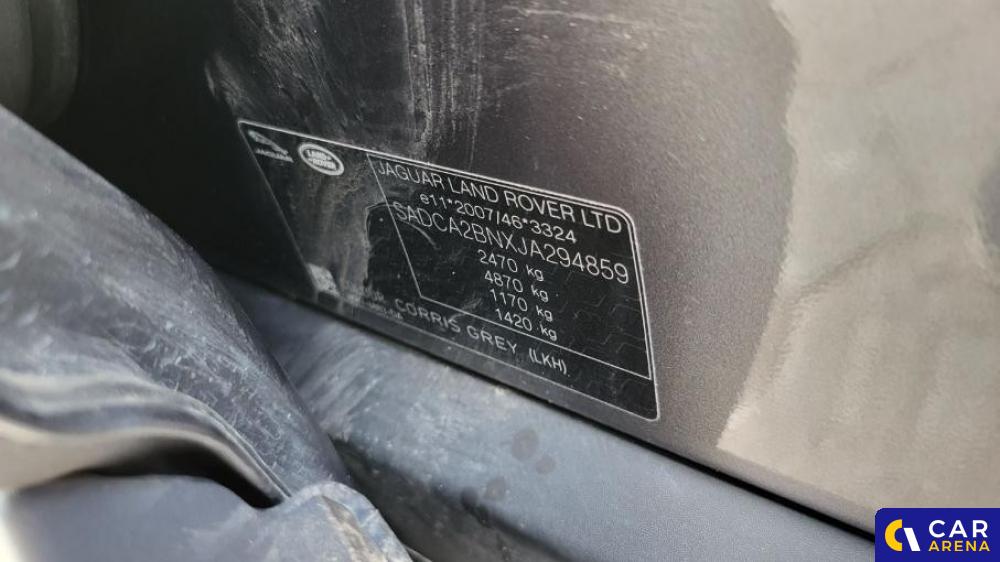 JAGUAR
LAND ROVER
JAGUAR LAND ROVER LTD
e11*2007/46*3324
SADCA2BNXJA294859
2470 kg
4870 kg
1170 kg
1420 kg
CORRIS GREY (LKH)
CAR
ARENA